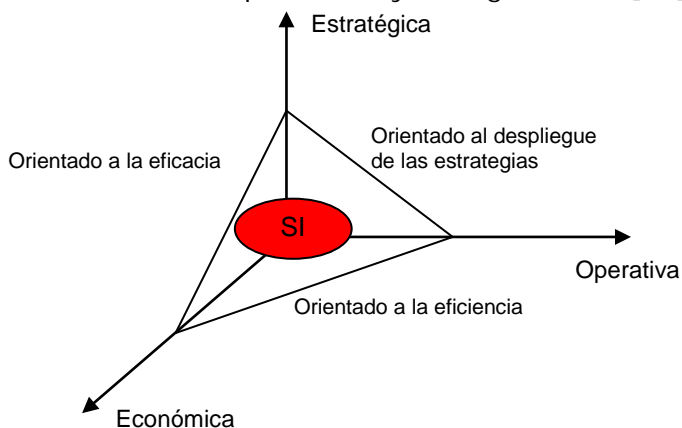 Estratégica
Orientado al despliegue
de las estrategias
Orientado a la eficacia
SI
Operativa
Orientado a la eficiencia
Económica